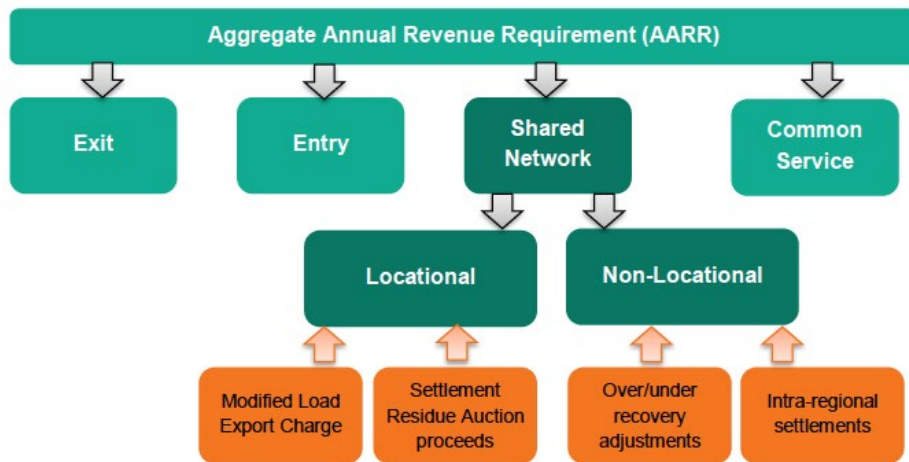 Aggregate Annual Revenue Requirement (AARR)
Exit
Entry
Shared
Network
Common
Service
Locational
Non-Locational
Modified Load
Export Charge
Settlement
Residue Auction
proceeds
Over/under
recovery
adjustments
Intra-regional
settlements